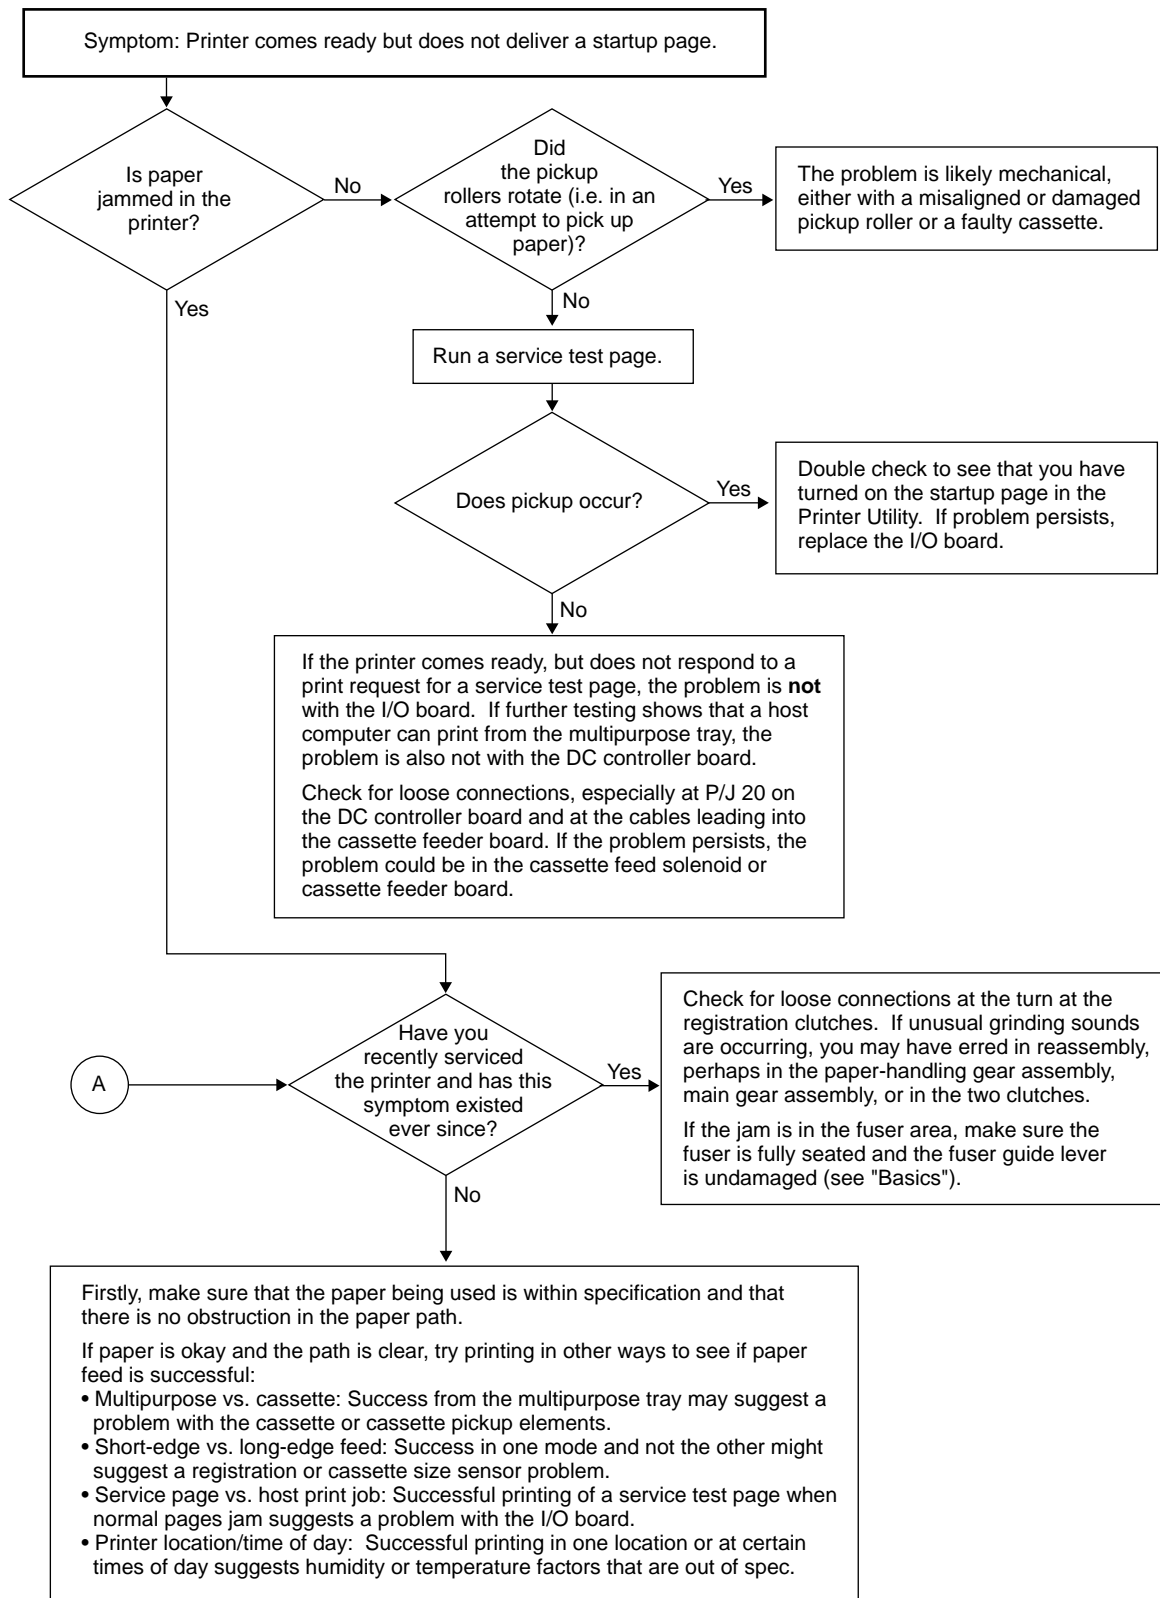 Symptom: Printer comes ready but does not deliver a startup page.
Is paper
jammed in the
printer?
No
Did
the pickup
rollers rotate (i.e. in an
attempt to pick up
paper)?
Yes
The problem is likely mechanical,
either with a misaligned or damaged
pickup roller or a faulty cassette.
Yes
No
Run a service test page.
Does pickup occur?
Yes
Double check to see that you have
turned on the startup page in the
Printer Utility.  If problem persists,
replace the I/O board.
No
If the printer comes ready, but does not respond to a
print request for a service test page, the problem is not
with the I/O board.  If further testing shows that a host
computer can print from the multipurpose tray, the
problem is also not with the DC controller board.
Check for loose connections, especially at P/J 20 on
the DC controller board and at the cables leading into
the cassette feeder board. If the problem persists, the
problem could be in the cassette feed solenoid or
cassette feeder board.
A
Have you
recently serviced
the printer and has this
symptom existed
ever since?
Yes
Check for loose connections at the turn at the
registration clutches.  If unusual grinding sounds
are occurring, you may have erred in reassembly,
perhaps in the paper-handling gear assembly,
main gear assembly, or in the two clutches.
If the jam is in the fuser area, make sure the
fuser is fully seated and the fuser guide lever
is undamaged (see "Basics").
No
Firstly, make sure that the paper being used is within specification and that
there is no obstruction in the paper path.
If paper is okay and the path is clear, try printing in other ways to see if paper
feed is successful:
• Multipurpose vs. cassette: Success from the multipurpose tray may suggest a
problem with the cassette or cassette pickup elements.
• Short-edge vs. long-edge feed: Success in one mode and not the other might
suggest a registration or cassette size sensor problem.
• Service page vs. host print job: Successful printing of a service test page when
normal pages jam suggests a problem with the I/O board.
• Printer location/time of day:  Successful printing in one location or at certain
times of day suggests humidity or temperature factors that are out of spec.